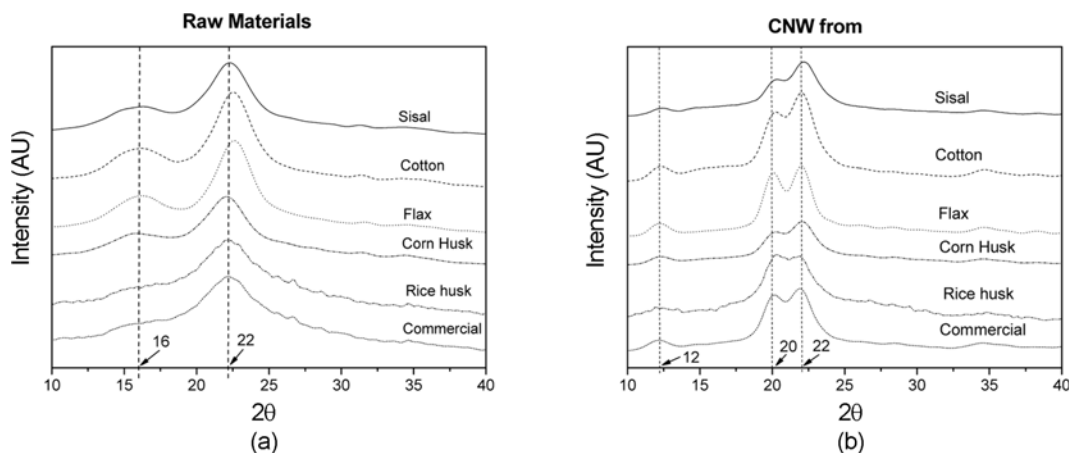 Raw Materials
Intensity (AU)
Sisal
Cotton
Flax
Corn Husk
Rice husk
Commercial
16
22
10 15 20 25 30 35 40
2θ
(a)
CNW from
Intensity (AU)
Sisal
Cotton
Flax
Corn Husk
Rice husk
Commercial
12
20
22
10 15 20 25 30 35 40
2θ
(b)